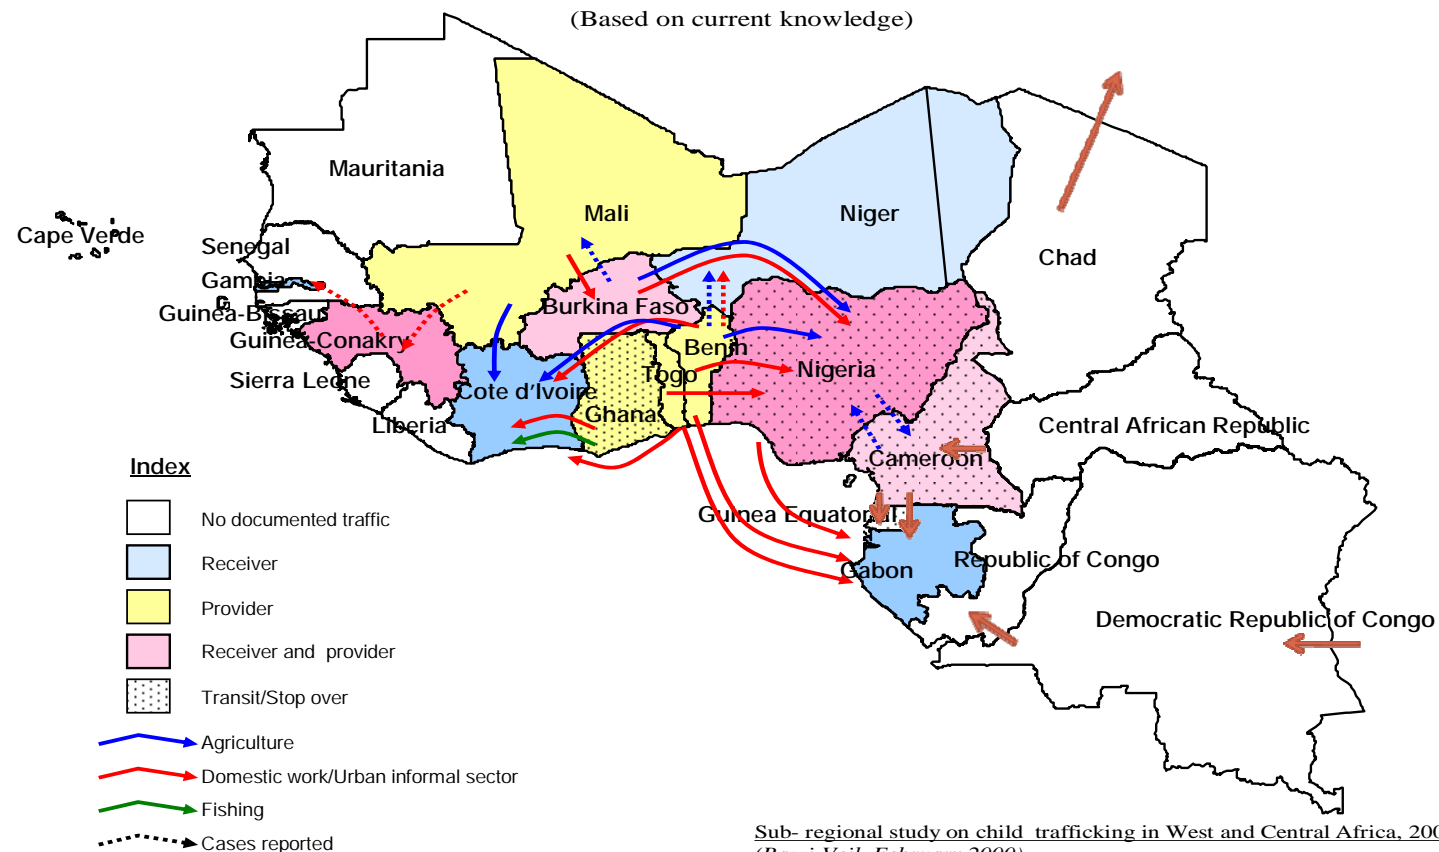 (Based on current knowledge)
Mauritania
Mali
Niger
Chad
Cape Verde
Senegal
Gambia
Guinea-Bissau
Guinea-Conakry
Sierra Leone
Liberia
Burkina Faso
Cote d'Ivoire
Ghana
Togo
Benin
Nigeria
Cameroon
Central African Republic
Guinea Equatorial
Gabon
Republic of Congo
Democratic Republic of Congo
Index
No documented traffic
Receiver
Provider
Receiver and provider
Transit/Stop over
Agriculture
Domestic work/Urban informal sector
Fishing
Cases reported
Sub- regional study on child trafficking in West and Central Africa, 200